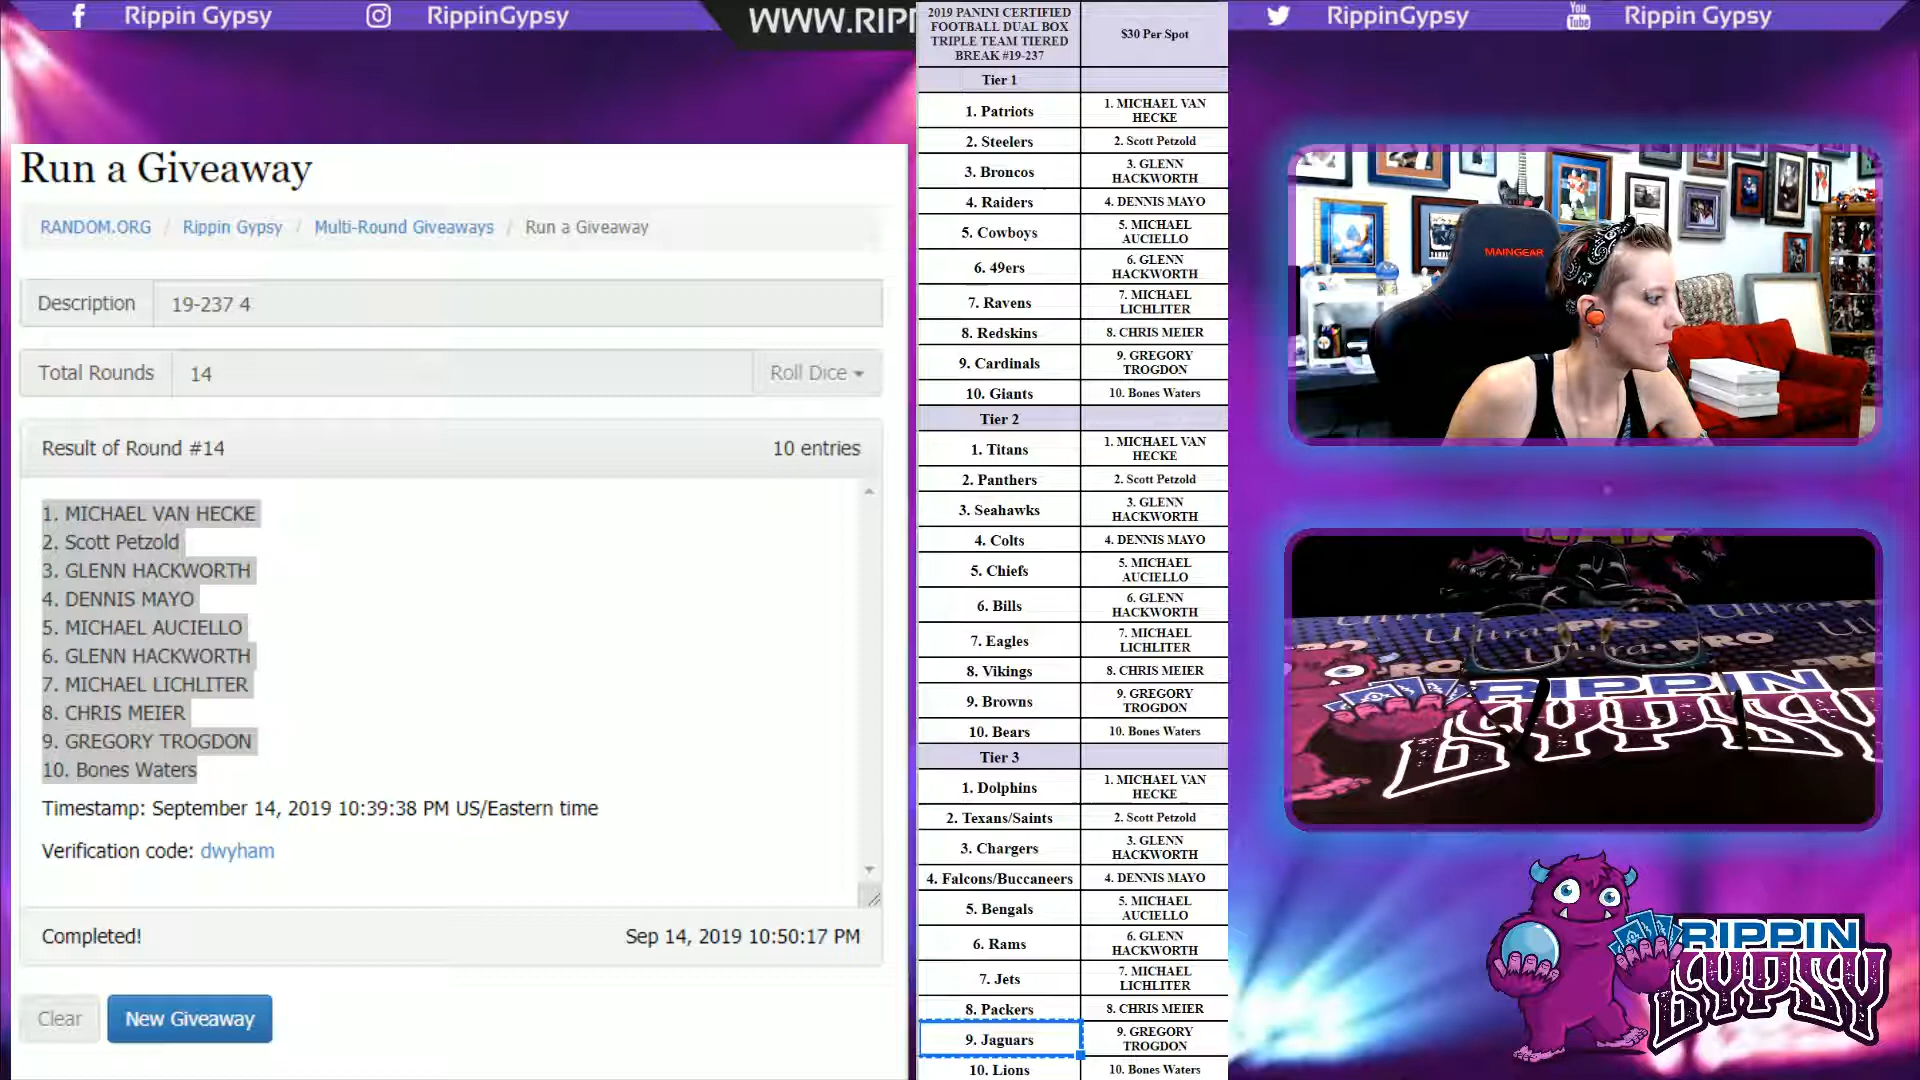 Rippin Gypsy
RippinGypsy
WWW.RIP
RippinGypsy
You
Tube
Rippin Gypsy
Run a Giveaway
RANDOM.ORG / Rippin Gypsy / Multi-Round Giveaways / Run a Giveaway
Description 19-237 4
Total Rounds 14 Roll Dice
Result of Round #14 10 entries
1. MICHAEL VAN HECKE
2. Scott Petzold
3. GLENN HACKWORTH
4. DENNIS MAYO
5. MICHAEL AUCIELLO
6. GLENN HACKWORTH
7. MICHAEL LICHLITER
8. CHRIS MEIER
9. GREGORY TROGDON
10. Bones Waters
Timestamp: September 14, 2019 10:39:38 PM US/Eastern time
Verification code: dwyham
Completed! Sep 14, 2019 10:50:17 PM
Clear New Giveaway
2019 PANINI CERTIFIED
FOOTBALL DUAL BOX
TRIPLE TEAM TIERED
BREAK #19-237
$30 Per Spot
Tier 1
1. Patriots 1. MICHAEL VAN
HECKE
2. Steelers 2. Scott Petzold
3. Broncos 3. GLENN
HACKWORTH
4. Raiders 4. DENNIS MAYO
5. Cowboys 5. MICHAEL
AUCIELLO
6. 49ers 6. GLENN
HACKWORTH
7. Ravens 7. MICHAEL
LICHLITER
8. Redskins 8. CHRIS MEIER
9. Cardinals 9. GREGORY
TROGDON
10. Giants 10. Bones Waters
Tier 2
1. Titans 1. MICHAEL VAN
HECKE
2. Panthers 2. Scott Petzold
3. Seahawks 3. GLENN
HACKWORTH
4. Colts 4. DENNIS MAYO
5. Chiefs 5. MICHAEL
AUCIELLO
6. Bills 6. GLENN
HACKWORTH
7. Eagles 7. MICHAEL
LICHLITER
8. Vikings 8. CHRIS MEIER
9. Browns 9. GREGORY
TROGDON
10. Bears 10. Bones Waters
Tier 3
1. Dolphins 1. MICHAEL VAN
HECKE
2. Texans/Saints 2. Scott Petzold
3. Chargers 3. GLENN
HACKWORTH
4. Falcons/Buccaneers 4. DENNIS MAYO
5. Bengals 5. MICHAEL
AUCIELLO
6. Rams 6. GLENN
HACKWORTH
7. Jets 7. MICHAEL
LICHLITER
8. Packers 8. CHRIS MEIER
9. Jaguars 9. GREGORY
TROGDON
10. Lions 10. Bones Waters
MAINGEAR
Ultra PRO
RIPPIN
GYPSY
RIPPIN
GYPSY